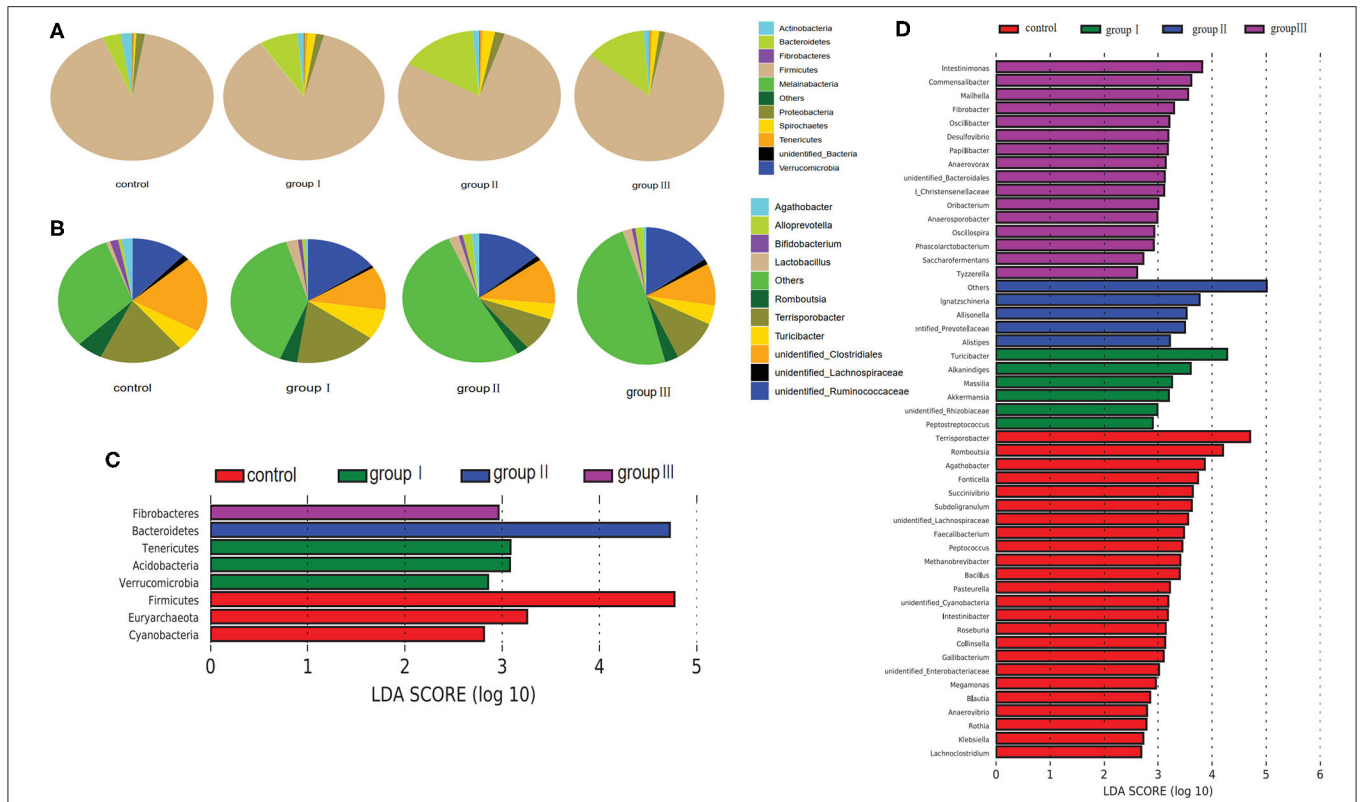 A
control
group I
group II
group III
Actinobacteria
Bacteroidetes
Fibrobacteres
Firmicutes
Melainabacteria
Others
Proteobacteria
Spirochaetes
Tenericutes
unidentified_Bacteria
Verrucomicrobia
B
control
group I
group II
group III
Agathobacter
Alloprevotella
Bifidobacterium
Lactobacillus
Others
Romboutsia
Terrisporobacter
Turicibacter
unidentified_Clostridiales
unidentified_Lachnospiraceae
unidentified_Ruminococcaceae
C
control group I group II group III
Fibrobacteres
Bacteroidetes
Tenericutes
Acidobacteria
Verrucomicrobia
Firmicutes
Euryarchaeota
Cyanobacteria
0 1 2 3 4 5
LDA SCORE (log 10)
D
control group I group II groupIII
Intestinimonas
Commensalibacter
Mailhella
Fibrobacter
Oscillibacter
Desulfovibrio
Papillibacter
Anaerovorax
unidentified_Bacteroidales
l_Christensenellaceae
Oribacterium
Anaerosporobacter
Oscillospira
Phascolarctobacterium
Saccharofermentans
Tyzzerella
Others
Ignatzschineria
Allisonella
entified_Prevotellaceae
Alistipes
Turicibacter
Alkanindiges
Massilia
Akkermansia
unidentified_Rhizobiaceae
Peptostreptococcus
Terrisporobacter
Romboutsia
Agathobacter
Fonticella
Succinivibrio
Subdoligranulum
unidentified_Lachnospiraceae
Faecalibacterium
Peptococcus
Methanobrevibacter
Bacillus
Pasteurella
unidentified_Cyanobacteria
Intestinibacter
Roseburia
Collinsella
Gallibacterium
unidentified_Enterobacteriaceae
Megamonas
Blautia
Anaerovibrio
Rothia
Klebsiella
Lachnoclostridium
0 1 2 3 4 5 6
LDA SCORE (log 10)